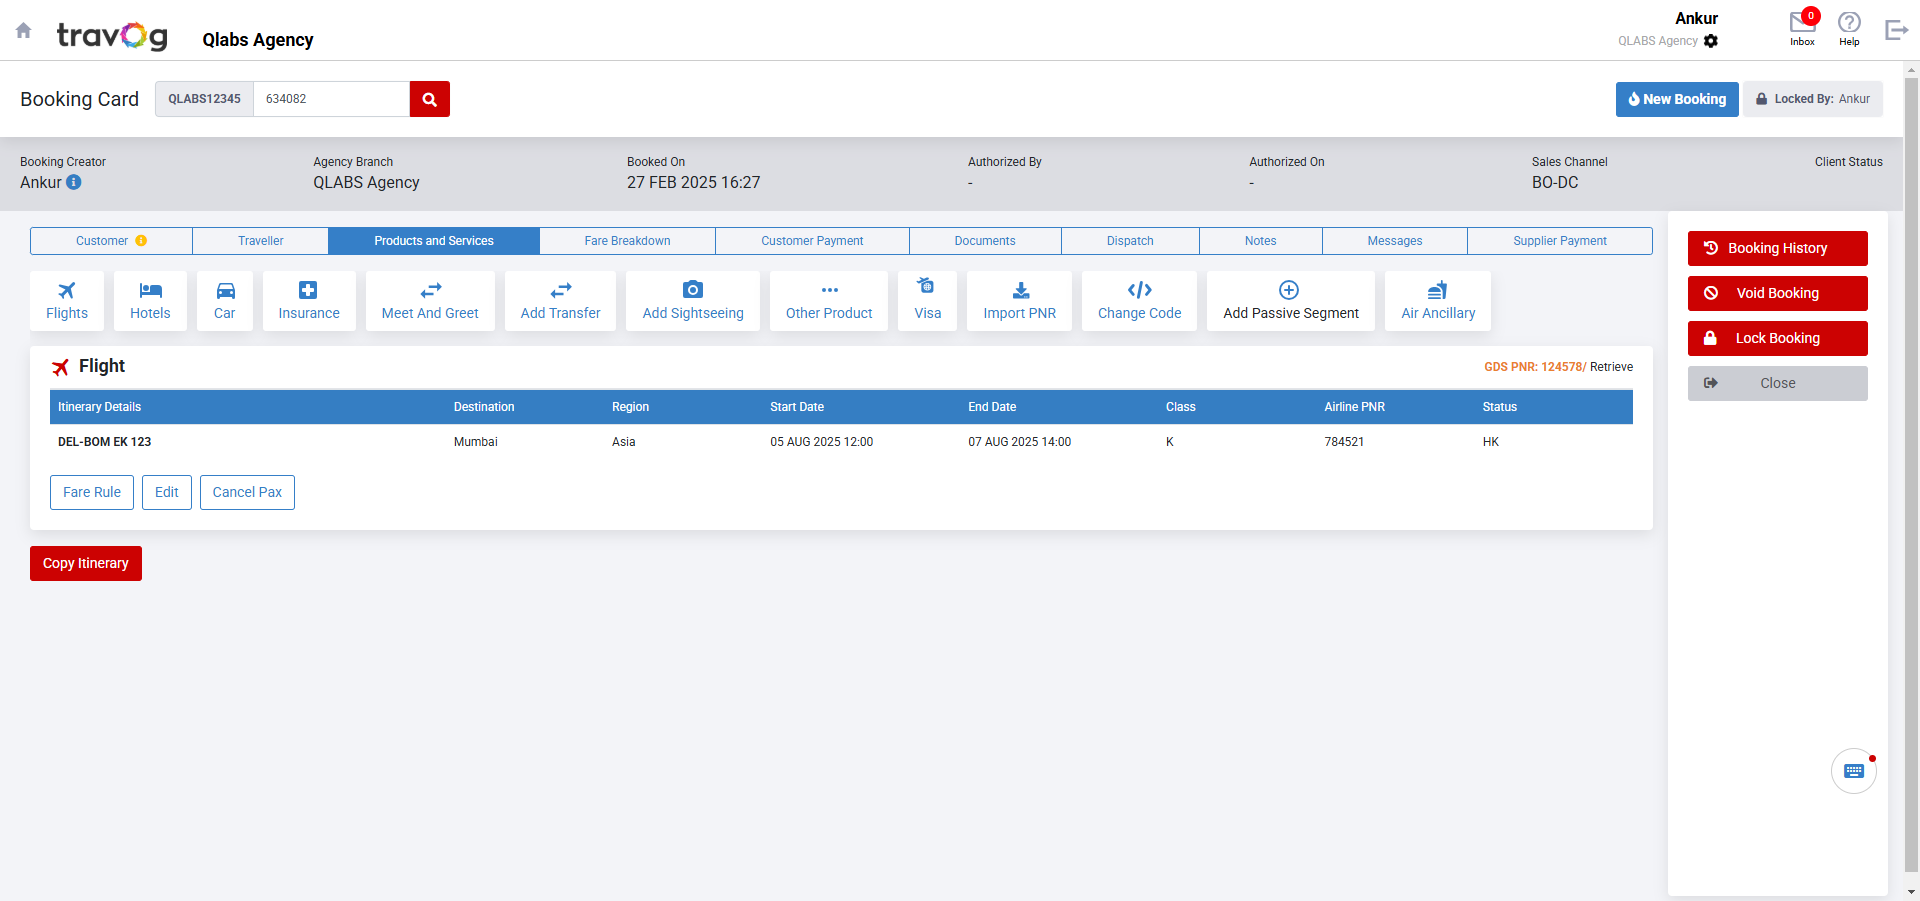 travog
Qlabs Agency
Ankur
QLABS Agency
0
Inbox
Help
Booking Card
QLABS12345
634082
New Booking
Locked By: Ankur
Booking Creator
Ankur
Agency Branch
QLABS Agency
Booked On
27 FEB 2025 16:27
Authorized By
-
Authorized On
-
Sales Channel
BO-DC
Client Status
Customer
Traveller
Products and Services
Fare Breakdown
Customer Payment
Documents
Dispatch
Notes
Messages
Supplier Payment
Flights
Hotels
Car
Insurance
Meet And Greet
Add Transfer
Add Sightseeing
Other Product
Visa
Import PNR
Change Code
Add Passive Segment
Air Ancillary
Booking History
Void Booking
Lock Booking
Close
Flight
GDS PNR: 124578/ Retrieve
Itinerary Details Destination Region Start Date End Date Class Airline PNR Status
DEL-BOM EK 123 Mumbai Asia 05 AUG 2025 12:00 07 AUG 2025 14:00 K 784521 HK
Fare Rule
Edit
Cancel Pax
Copy Itinerary